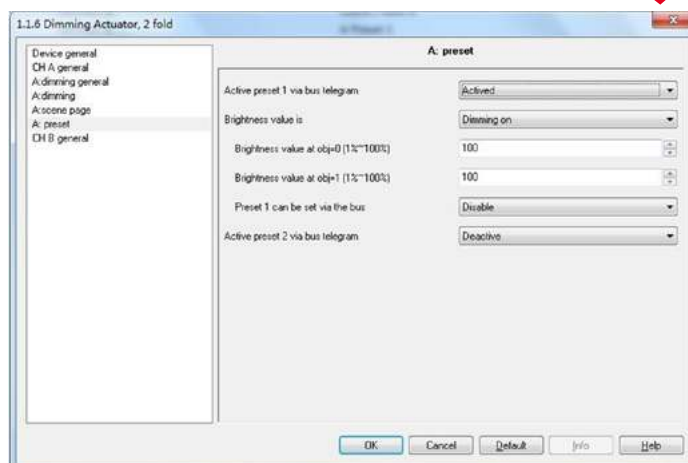 1.1.6 Dimming Actuator, 2 fold
Device general
CH A general
A:dimming general
A:dimming
A:scene page
A: preset
CH B general
A: preset
Active preset 1 via bus telegram
Actived
Brightness value is
Dimming on
Brightness value at obj=0 (1%~100%)
100
Brightness value at obj=1 (1%~100%)
100
Preset 1 can be set via the bus
Disable
Active preset 2 via bus telegram
Deactive
OK
Cancel
Default
Info
Help